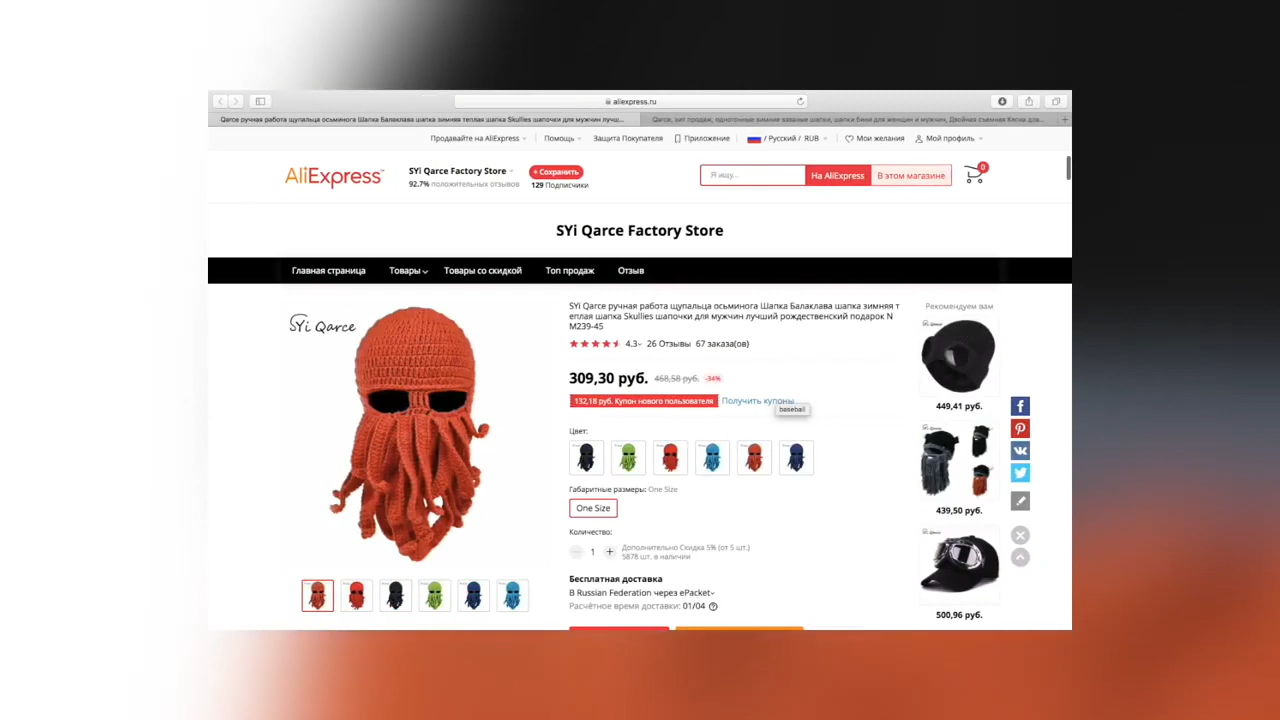 aliexpress.ru
Qarce ручная работа щупальца осьминога Шапка Балаклава шапка зимняя теплая шапка Skullies шапочки для мужчин лучш...
Qarce, хит продаж, однотонные зимние вязаные шапки, шапки бини для женщин и мужчин, Двойная съемная
Продавайте на AliExpress
Помощь
Защита Покупателя
Приложение
/ Русский / RUB
Мои желания
Мой профиль
AliExpress
SYi Qarce Factory Store
92.7% положительных отзывов
+ Сохранить
129 Подписчики
Я ищу...
На AliExpress
В этом магазине
0
SYi Qarce Factory Store
Главная страница
Товары
Товары со скидкой
Топ продаж
Отзыв
SYi Qarce
SYi Qarce ручная работа щупальца осьминога Шапка Балаклава шапка зимняя т
еплая шапка Skullies шапочки для мужчин лучший рождественский подарок N
M239-45
4.3 26 Отзывы 67 заказа(ов)
309,30 руб. 468,58 руб. -34%
132,18 руб. Купон нового пользователя Получить купоны
baseball
Цвет:
Габаритные размеры: One Size
One Size
Количество:
1
Дополнительно Скидка 5% (от 5 шт.)
5878 шт. в наличии
Бесплатная доставка
В Russian Federation через ePacket
Расчётное время доставки: 01/04
Рекомендуем вам
449,41 руб.
439,50 руб.
500,96 руб.